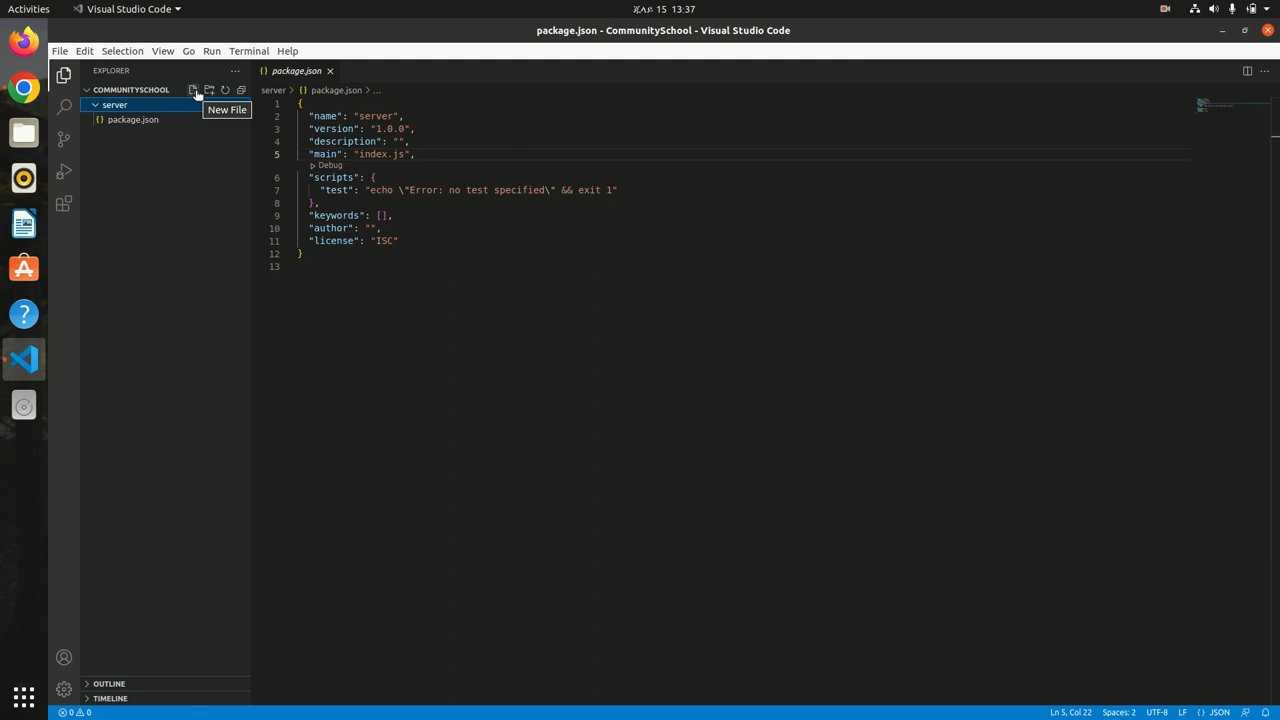 Activities
Visual Studio Code
ጿሐሙ 15 13:37
package.json - CommunitySchool - Visual Studio Code
File Edit Selection View Go Run Terminal Help
EXPLORER
package.json
COMMUNITYSCHOOL
server
New File
package.json
server package.json ...
1 {
2 "name": "server",
3 "version": "1.0.0",
4 "description": "",
5 "main": "index.js",
Debug
6 "scripts": {
7 "test": "echo \"Error: no test specified\" && exit 1"
8 },
9 "keywords": [],
10 "author": "",
11 "license": "ISC"
12 }
13
OUTLINE
TIMELINE
0 0
Ln 5, Col 22 Spaces: 2 UTF-8 LF {} JSON